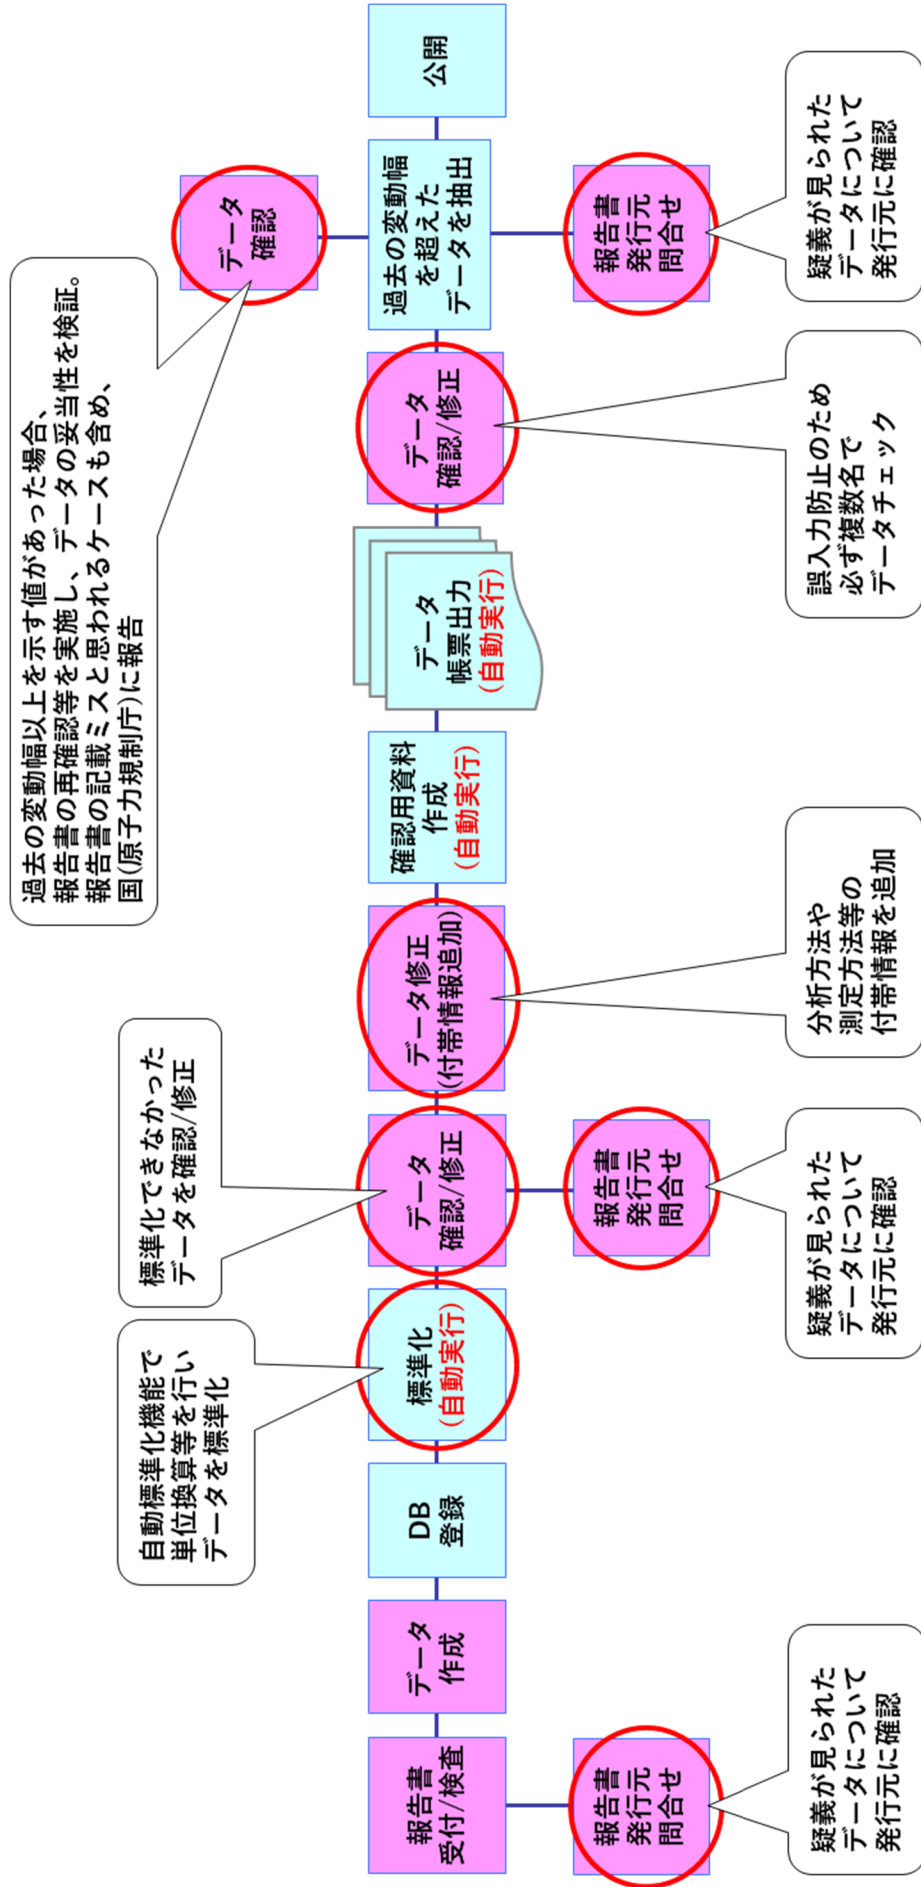 過去の変動幅以上を示す値があった場合、
報告書の再確認等を実施し、データの妥当性を検証。
報告書の記載ミスと思われるケースも含め、
国(原子力規制庁)に報告
自動標準化機能で
単位換算等を行い
データを標準化
標準化できなかった
データを確認/修正
データ
確認
報告書
受付/検査
データ
作成
DB
登録
標準化
(自動実行)
データ
確認/修正
データ修正
(付帯情報追加)
確認用資料
作成
(自動実行)
データ
帳票出力
(自動実行)
データ
確認/修正
過去の変動幅
を超えた
データを抽出
公開
報告書
発行元
問合せ
報告書
発行元
問合せ
報告書
発行元
問合せ
疑義が見られた
データについて
発行元に確認
疑義が見られた
データについて
発行元に確認
分析方法や
測定方法等の
付帯情報を追加
誤入力防止のため
必ず複数名で
データチェック
疑義が見られた
データについて
発行元に確認